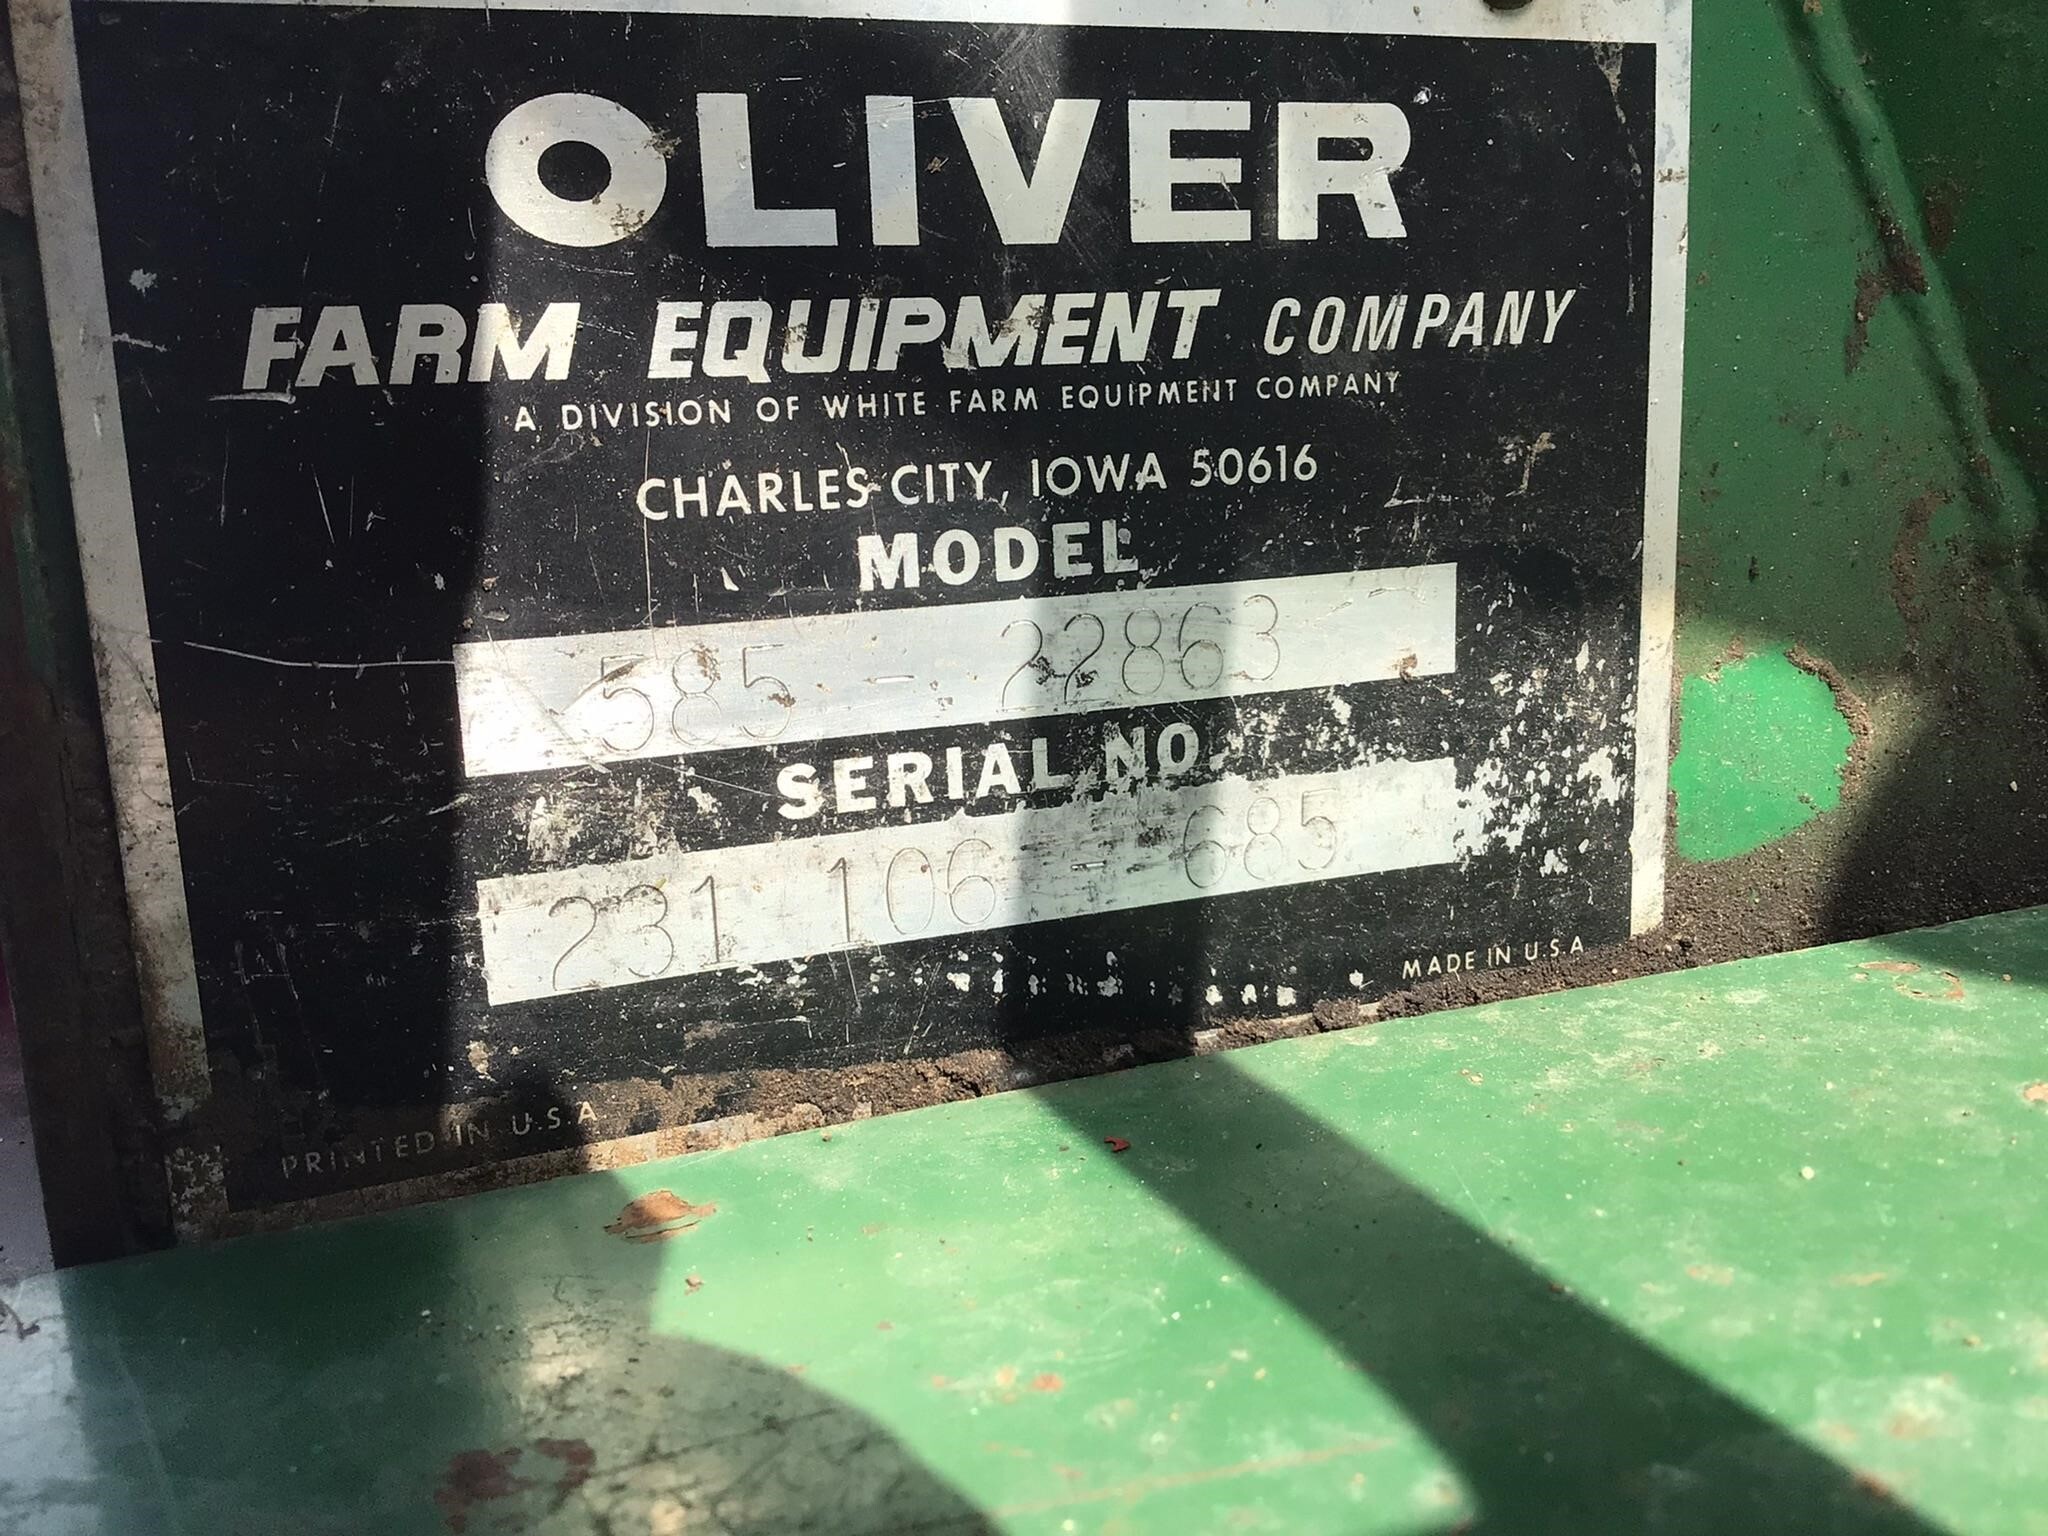 OLIVER
FARM EQUIPMENT COMPANY
A DIVISION OF WHITE FARM EQUIPMENT COMPANY
CHARLES CITY, IOWA 50616
MODEL
585 - 22863
SERIAL NO.
231 106 - 685
MADE IN U.S.A
PRINTED IN U.S.A